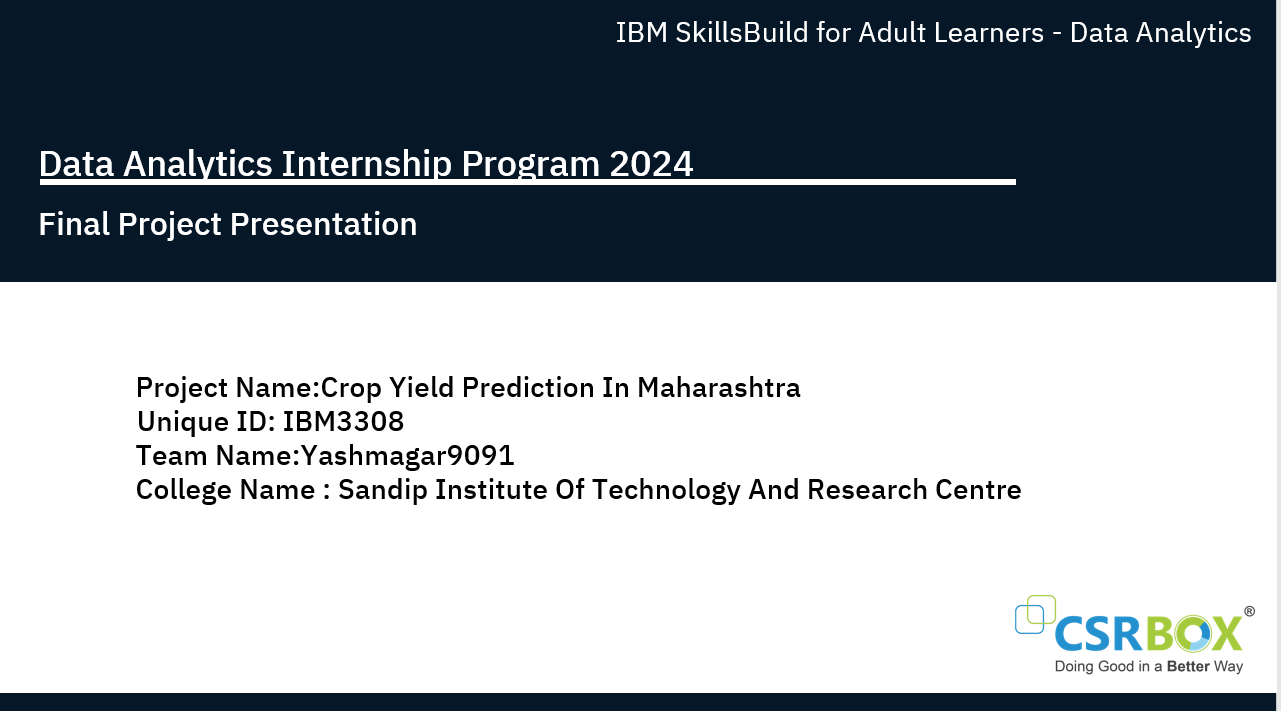 IBM SkillsBuild for Adult Learners - Data Analytics
Data Analytics Internship Program 2024
Final Project Presentation
Project Name:Crop Yield Prediction In Maharashtra
Unique ID: IBM3308
Team Name:Yashmagar9091
College Name : Sandip Institute Of Technology And Research Centre
CSRBOX®
Doing Good in a Better Way